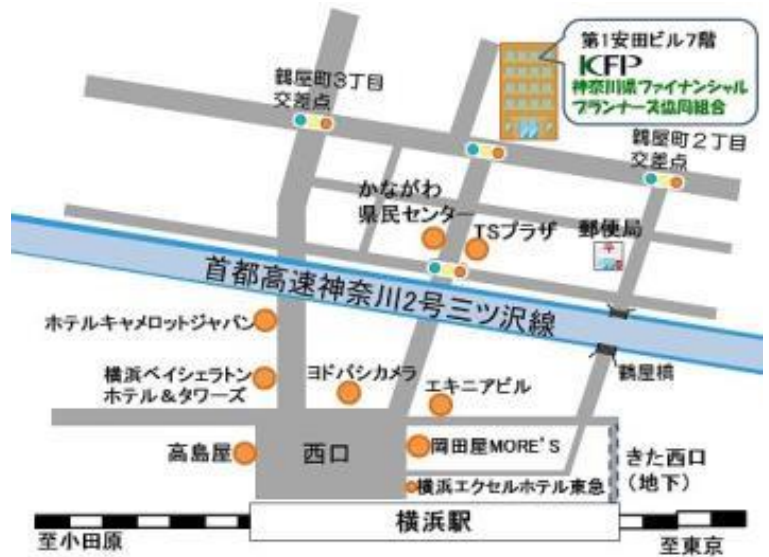 第1安田ビル7階
KFP
神奈川県ファイナンシャル
プランナーズ協同組合
鶴屋町3丁目
交差点
鶴屋町2丁目
交差点
かながわ
県民センター
TSプラザ
郵便局
首都高速神奈川2号三ツ沢線
ホテルキャメロットジャパン
横浜ベイシェラトン
ホテル&タワーズ
ヨドバシカメラ
エキニアビル
鶴屋橋
高島屋
西口
岡田屋MORE'S
きた西口
(地下)
横浜エクセルホテル東急
横浜駅
至小田原
至東京